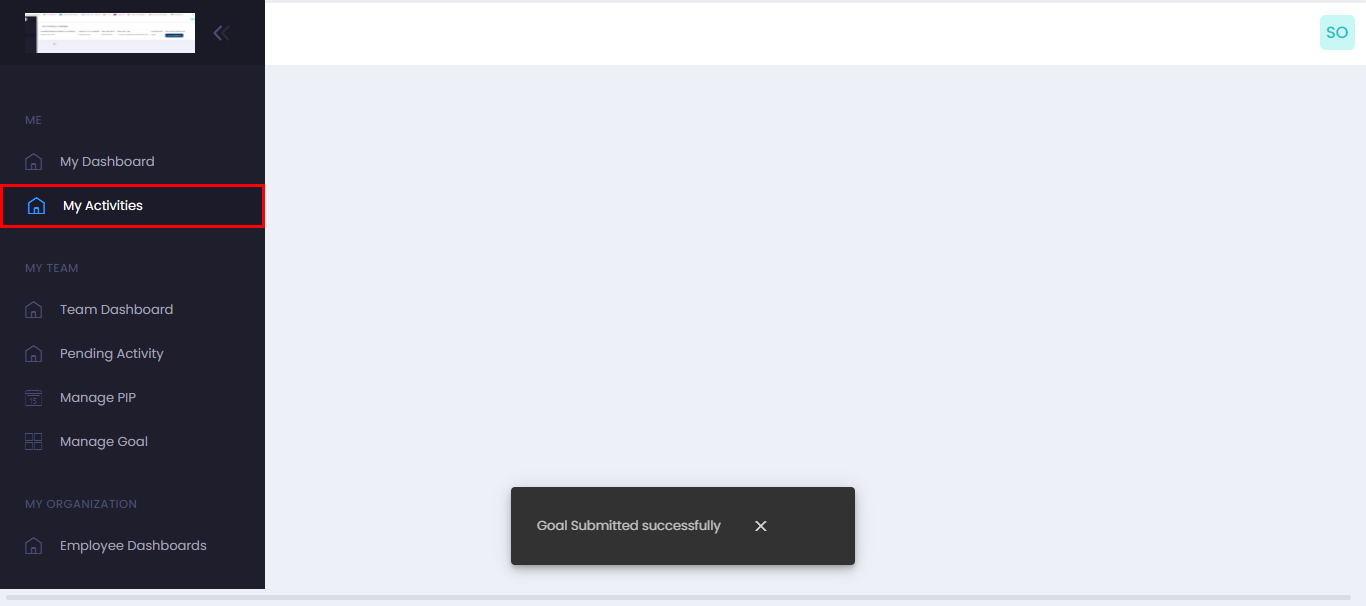 SO
ME
My Dashboard
My Activities
MY TEAM
Team Dashboard
Pending Activity
Manage PIP
Manage Goal
MY ORGANIZATION
Employee Dashboards
Goal Submitted successfully